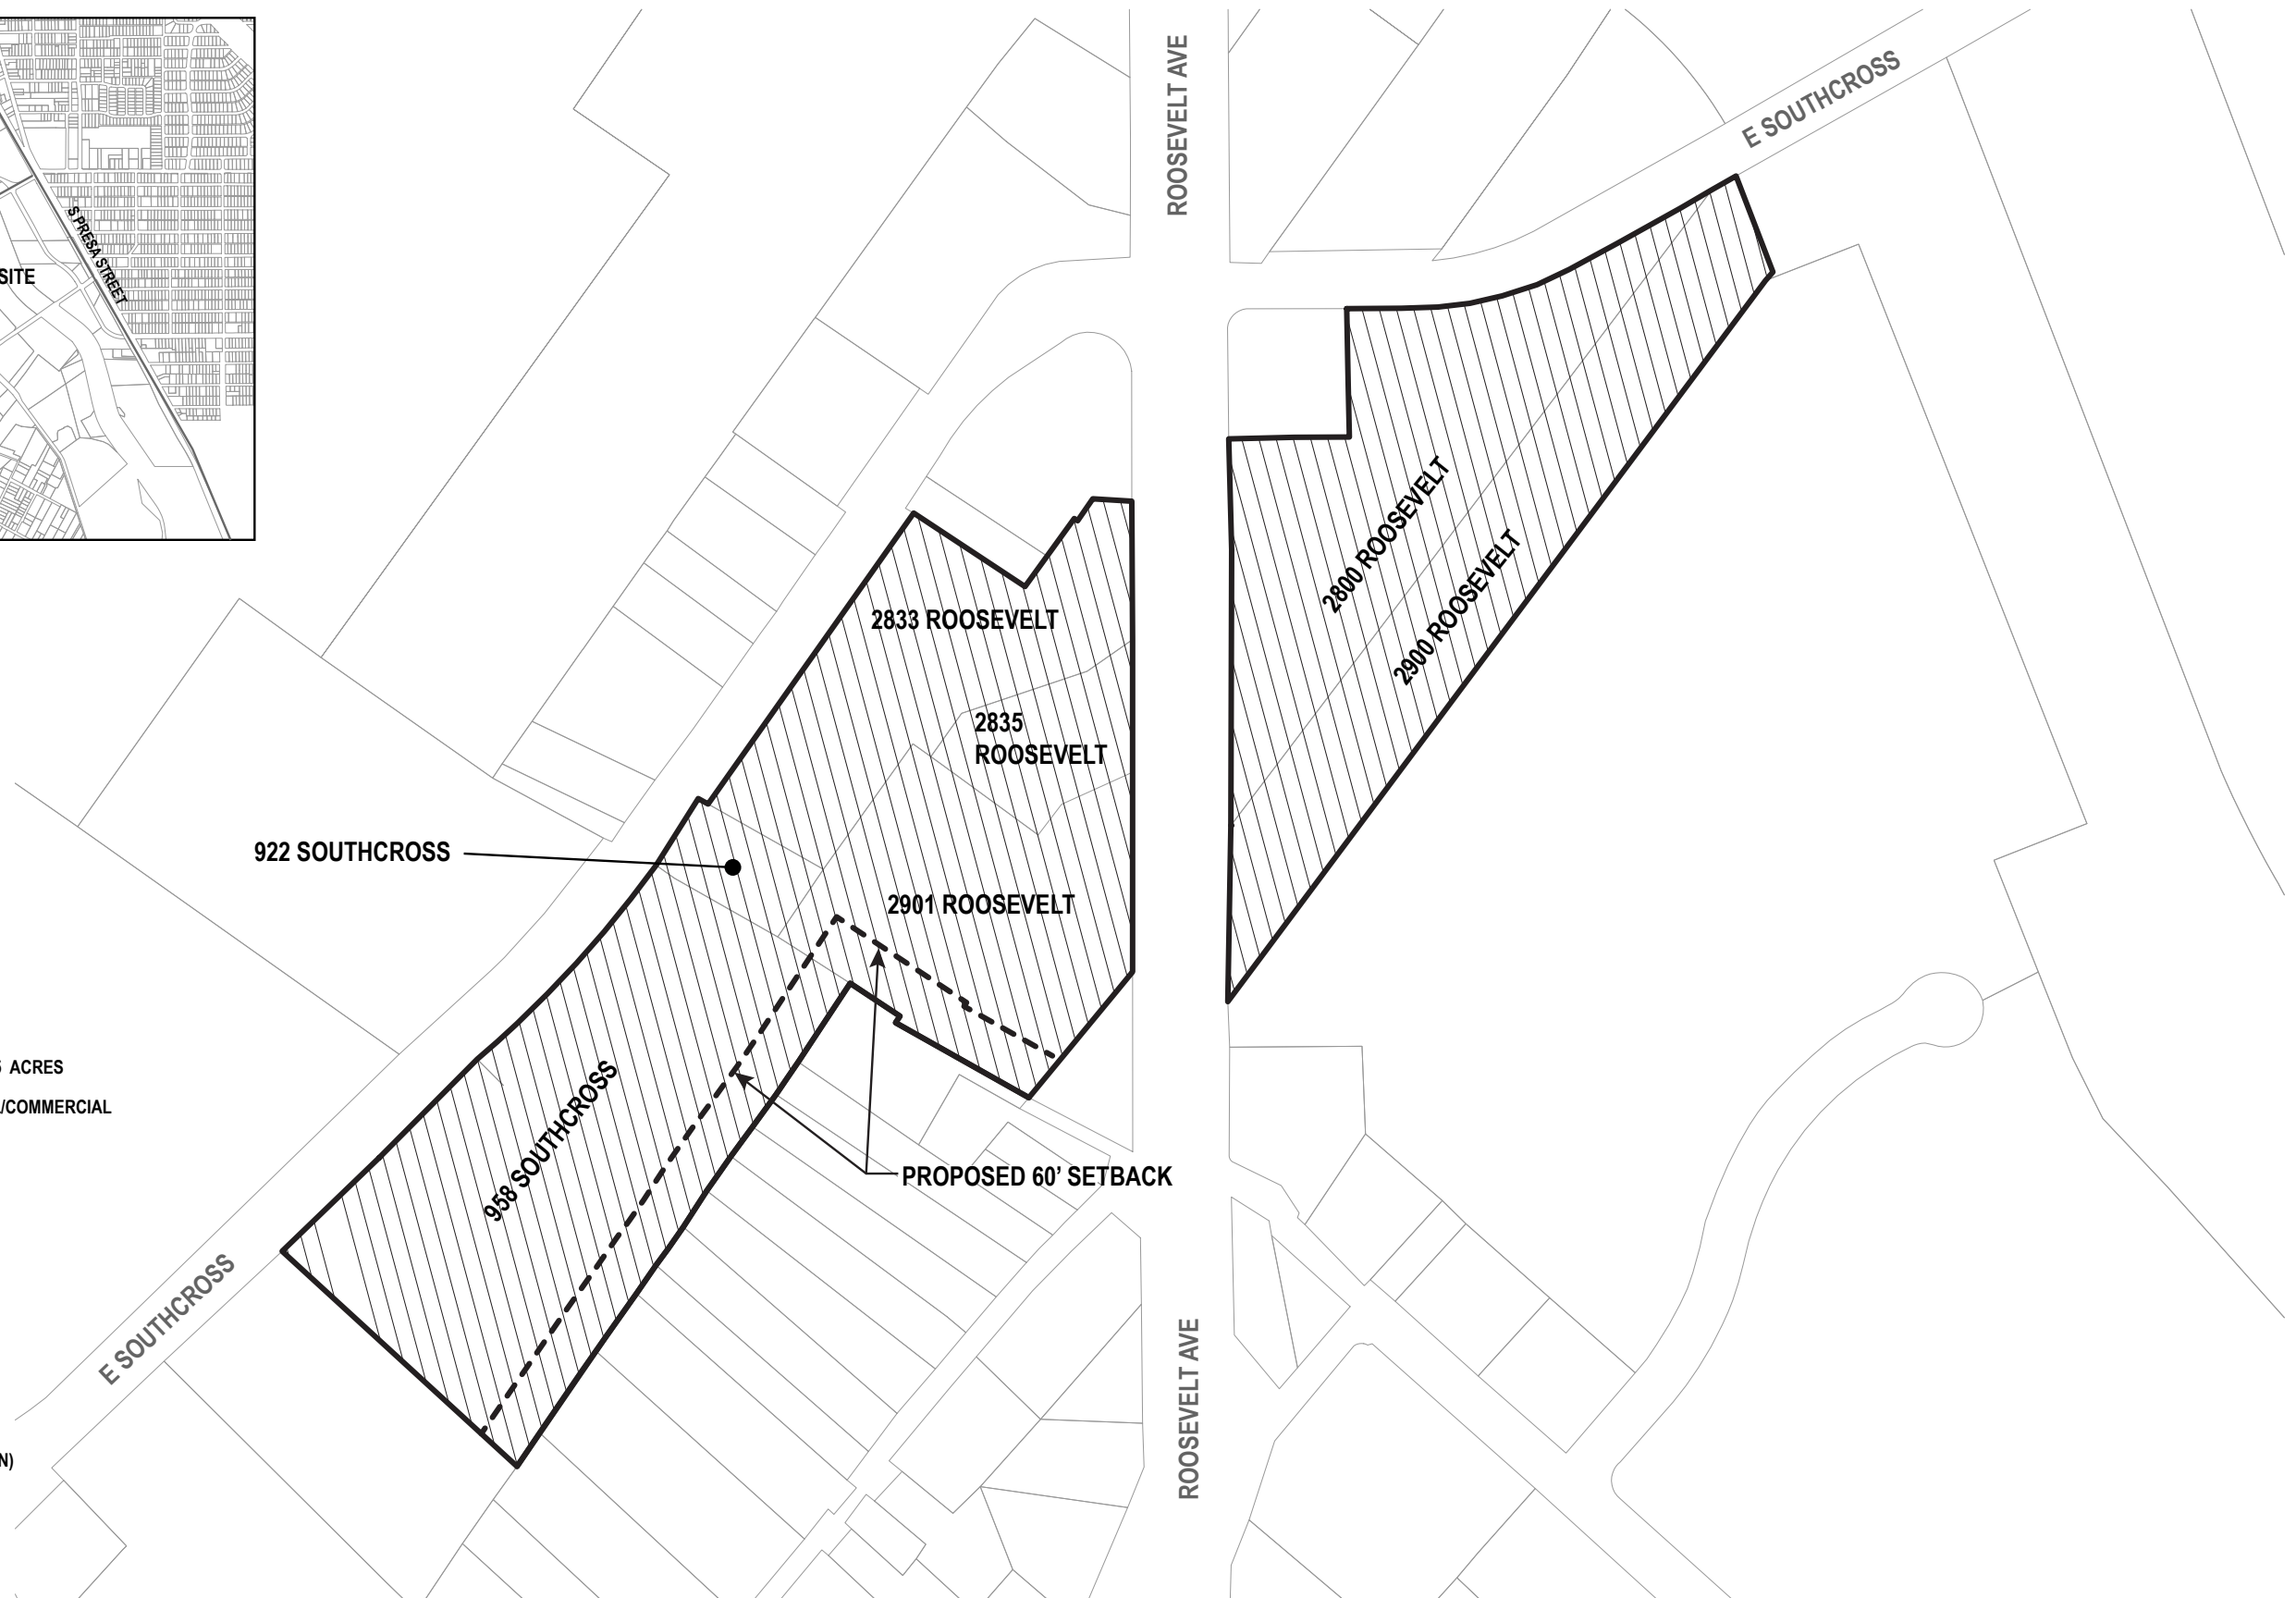 ROOSEVELT AVE
E SOUTHCROSS
S PRESA STREET
SITE
2800 ROOSEVELT
2900 ROOSEVELT
2833 ROOSEVELT
2835
ROOSEVELT
922 SOUTHCROSS
2901 ROOSEVELT
ACRES
/COMMERCIAL
958 SOUTHCROSS
PROPOSED 60’ SETBACK
E SOUTHCROSS
ROOSEVELT AVE
N)